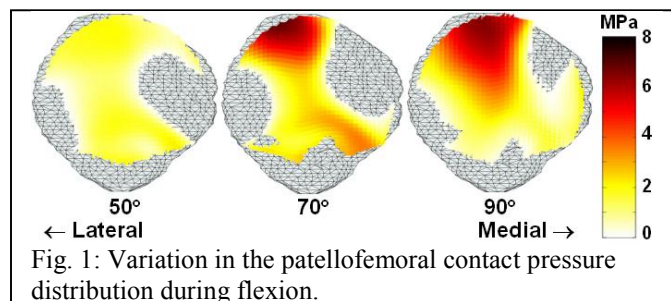 MPa
8
6
4
2
0
50° 70° 90°
← Lateral Medial →
Fig. 1: Variation in the patellofemoral contact pressure
distribution during flexion.